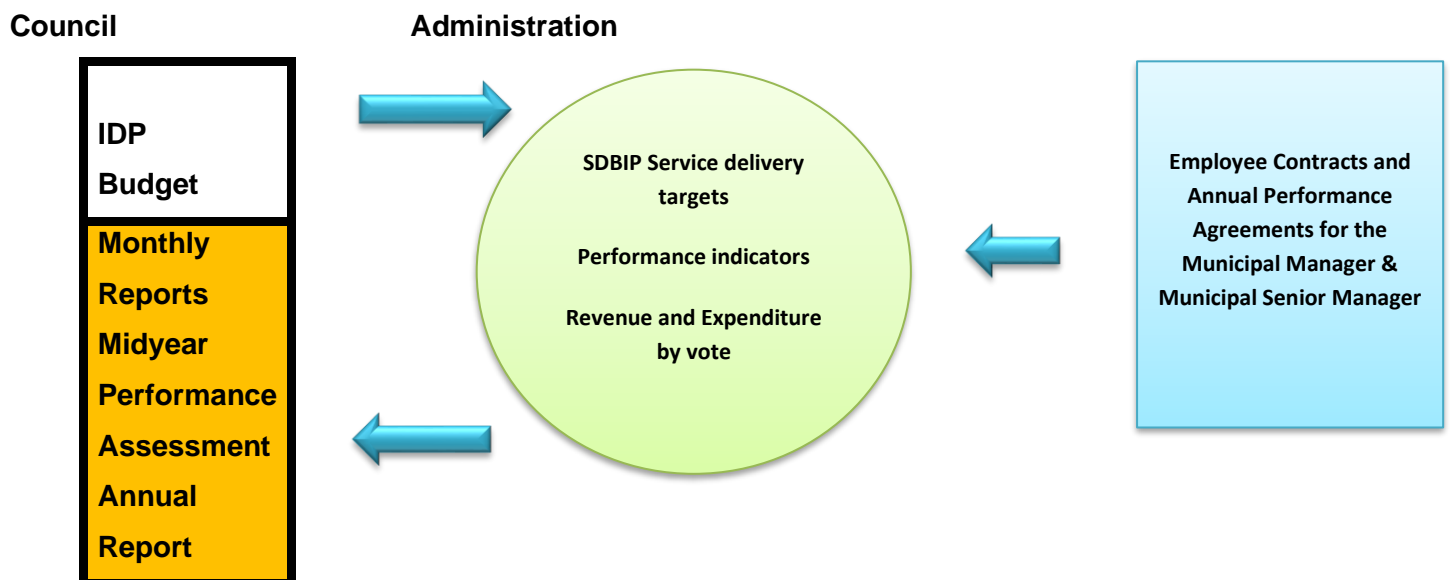 Council
Administration
IDP
Budget
Monthly
Reports
Midyear
Performance
Assessment
Annual
Report
SDBIP Service delivery
targets
Performance indicators
Revenue and Expenditure
by vote
Employee Contracts and
Annual Performance
Agreements for the
Municipal Manager &
Municipal Senior Manager